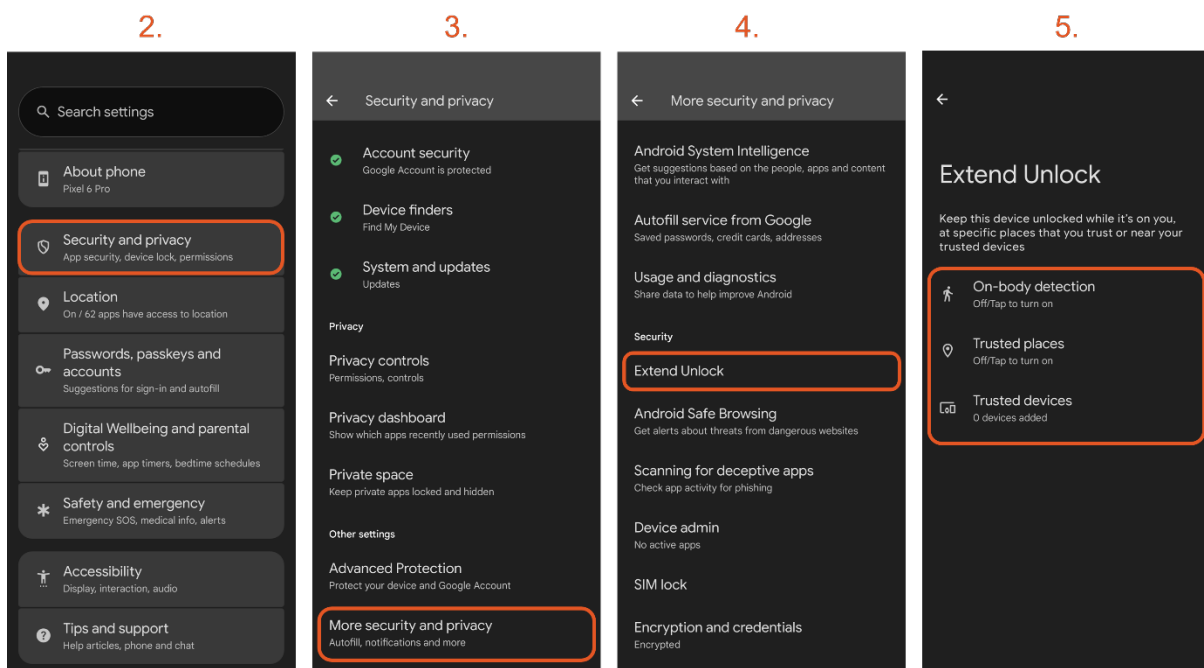 2.
Search settings
About phone
Pixel 6 Pro
Security and privacy
App security, device lock, permissions
Location
On / 62 apps have access to location
Passwords, passkeys and
accounts
Suggestions for sign-in and autofill
Digital Wellbeing and parental
controls
Screen time, app timers, bedtime schedules
Safety and emergency
Emergency SOS, medical info, alerts
Accessibility
Display, interaction, audio
Tips and support
Help articles, phone and chat
3.
Security and privacy
Account security
Google Account is protected
Device finders
Find My Device
System and updates
Updates
Privacy
Privacy controls
Permissions, controls
Privacy dashboard
Show which apps recently used permissions
Private space
Keep private apps locked and hidden
Other settings
Advanced Protection
Protect your device and Google Account
More security and privacy
Autofill, notifications and more
4.
More security and privacy
Android System Intelligence
Get suggestions based on the people, apps and content
that you interact with
Autofill service from Google
Saved passwords, credit cards, addresses
Usage and diagnostics
Share data to help improve Android
Security
Extend Unlock
Android Safe Browsing
Get alerts about threats from dangerous websites
Scanning for deceptive apps
Check app activity for phishing
Device admin
No active apps
SIM lock
Encryption and credentials
Encrypted
5.
Extend Unlock
Keep this device unlocked while it's on you,
at specific places that you trust or near your
trusted devices
On-body detection
Off/Tap to turn on
Trusted places
Off/Tap to turn on
Trusted devices
0 devices added